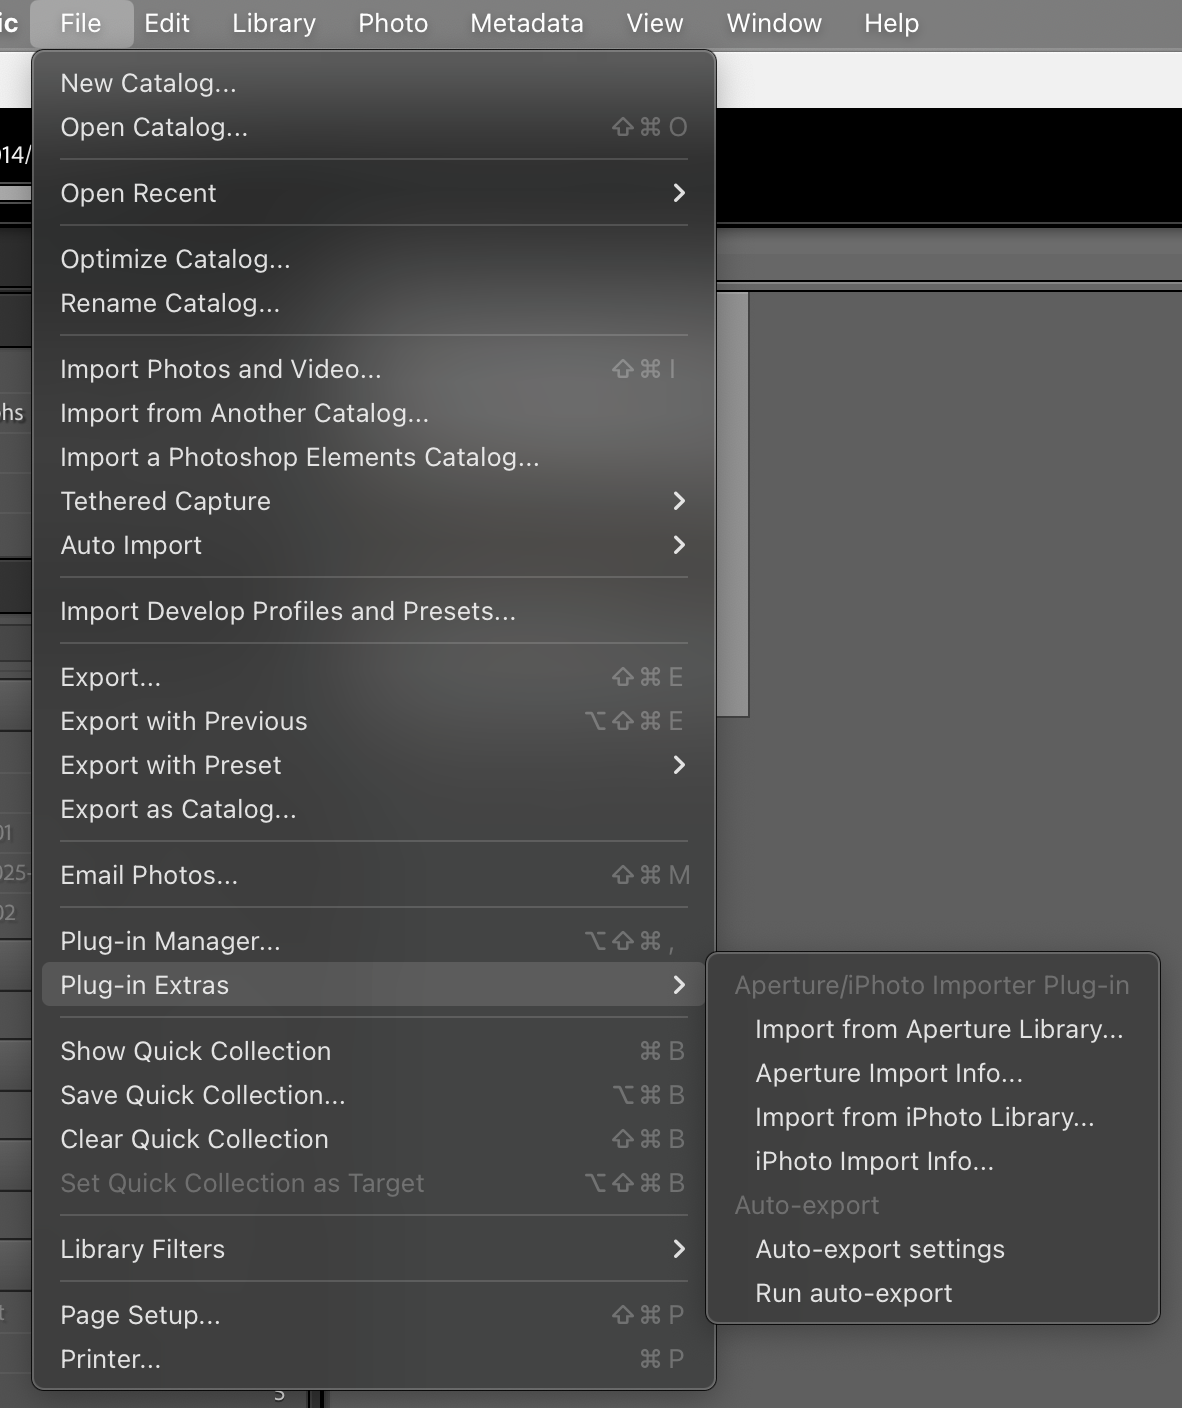 ic File Edit Library Photo Metadata View Window Help
New Catalog...
Open Catalog... ⇧⌘O
014/
Open Recent
Optimize Catalog...
Rename Catalog...
Import Photos and Video... ⇧⌘I
Import from Another Catalog...
phs
Import a Photoshop Elements Catalog...
Tethered Capture
Auto Import
Import Develop Profiles and Presets...
Export... ⇧⌘E
Export with Previous ⌥⇧⌘E
Export with Preset
Export as Catalog...
01
Email Photos... ⇧⌘M
025-
02
Plug-in Manager... ⌥⇧⌘,
Plug-in Extras
Show Quick Collection ⌘B
Save Quick Collection... ⌥⌘B
Clear Quick Collection ⇧⌘B
Set Quick Collection as Target ⌥⇧⌘B
Library Filters
Page Setup... ⇧⌘P
Printer... ⌘P
Aperture/iPhoto Importer Plug-in
Import from Aperture Library...
Aperture Import Info...
Import from iPhoto Library...
iPhoto Import Info...
Auto-export
Auto-export settings
Run auto-export